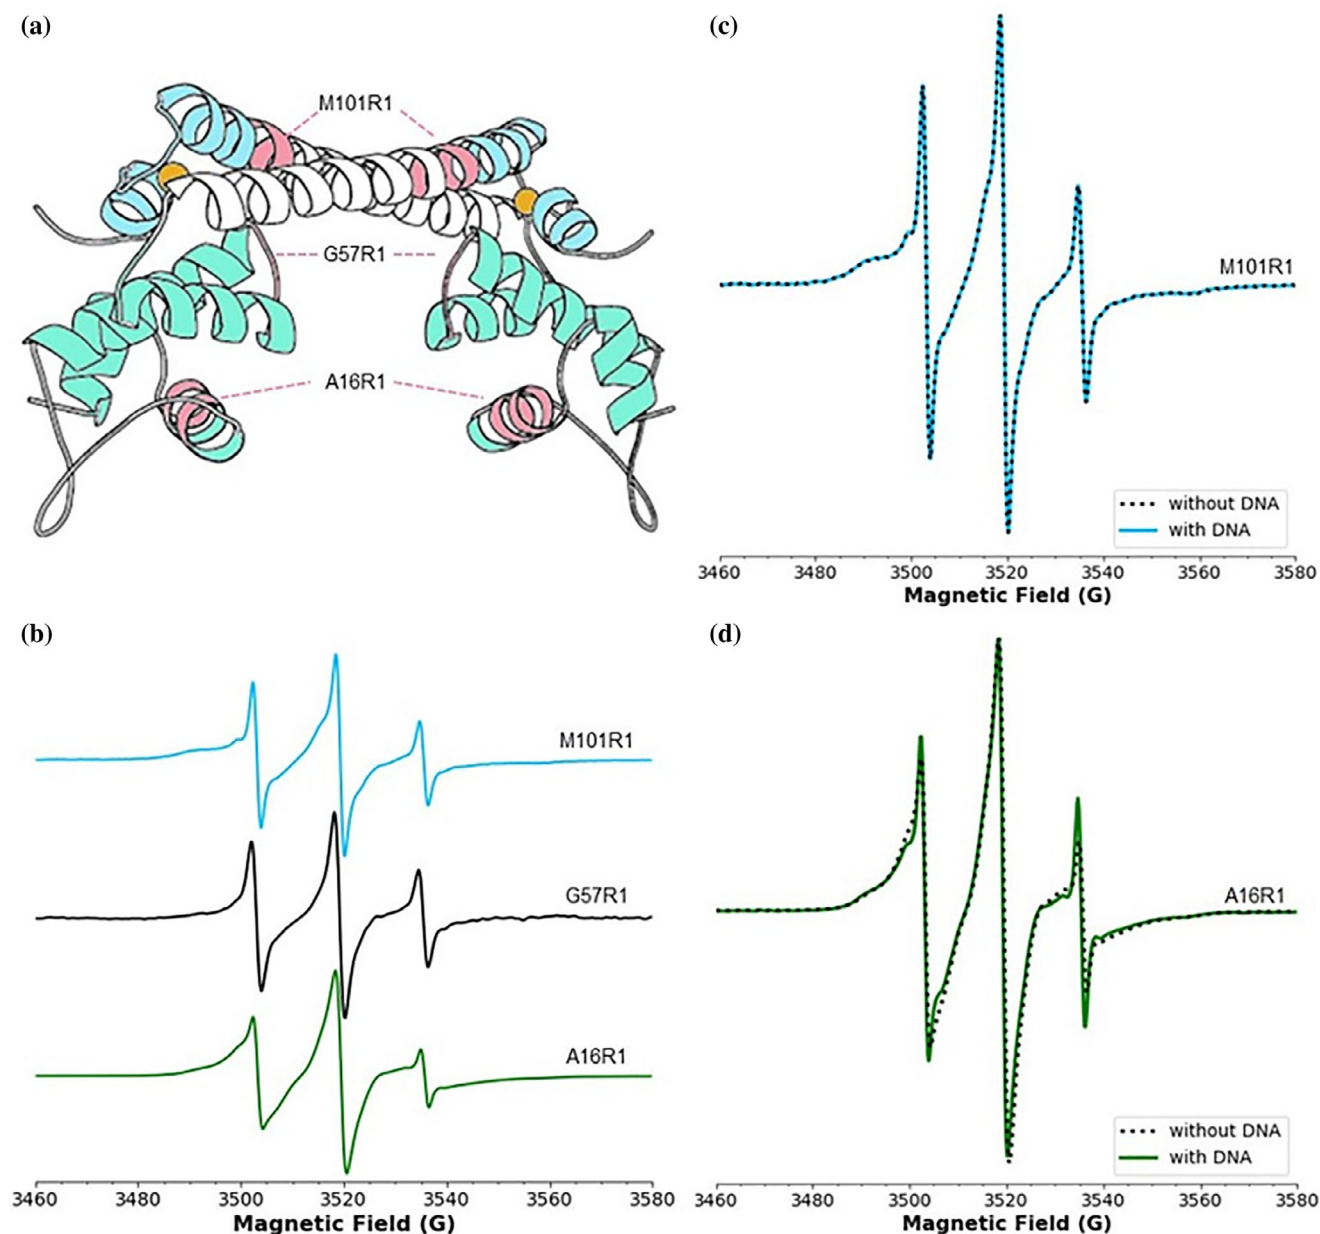 (a)
M101R1
G57R1
A16R1
(b)
M101R1
G57R1
A16R1
3460 3480 3500 3520 3540 3560 3580
Magnetic Field (G)
(c)
M101R1
without DNA
with DNA
3460 3480 3500 3520 3540 3560 3580
Magnetic Field (G)
(d)
A16R1
without DNA
with DNA
3460 3480 3500 3520 3540 3560 3580
Magnetic Field (G)